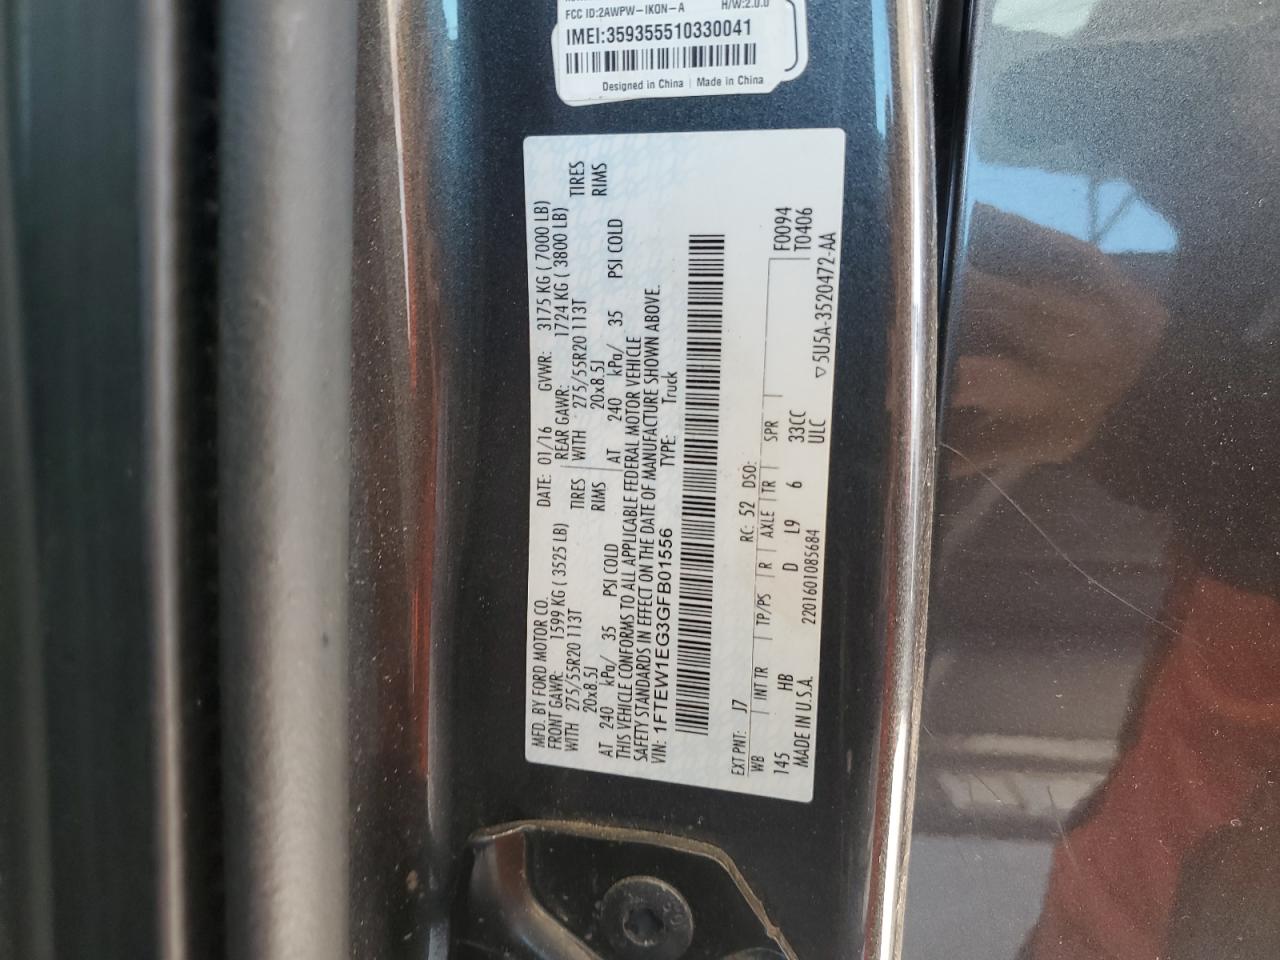 FCC ID:2AWPW-IKON-A H/W:2.0.0
IMEI:359355510330041
Designed in China | Made in China
MFD. BY FORD MOTOR CO. DATE: 01/16 GVWR: 3175 KG ( 7000 LB)
FRONT GAWR: 1599 KG ( 3525 LB) REAR GAWR: 1724 KG ( 3800 LB)
WITH 275/55R20 113T TIRES WITH 275/55R20 113T TIRES
20x8.5J RIMS 20x8.5J RIMS
AT 240 kPa/ 35 PSI COLD AT 240 kPa/ 35 PSI COLD
THIS VEHICLE CONFORMS TO ALL APPLICABLE FEDERAL MOTOR VEHICLE
SAFETY STANDARDS IN EFFECT ON THE DATE OF MANUFACTURE SHOWN ABOVE.
VIN: 1FTEW1EG3GFB01556 TYPE: Truck
EXT PNT: J7 RC: 52 DSO:
WB INT TR TP/PS R AXLE TR SPR F0094
145 HB D L9 6 33CC T0406
MADE IN U.S.A. 2201601085684 ULC
▽5U5A-3520472-AA